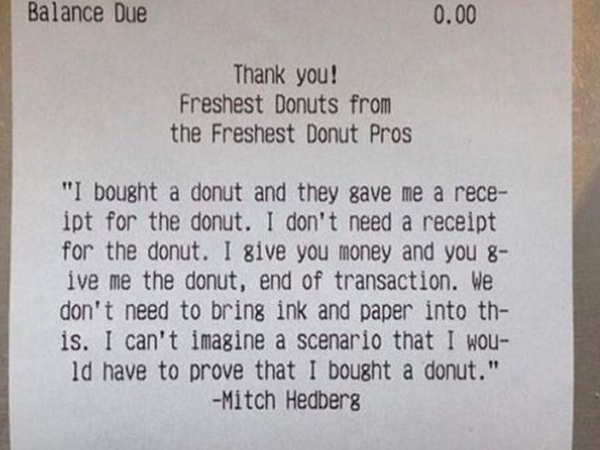 Balance Due 0.00
Thank you!
Freshest Donuts from
the Freshest Donut Pros
"I bought a donut and they gave me a rece-
ipt for the donut. I don't need a receipt
for the donut. I give you money and you g-
ive me the donut, end of transaction. We
don't need to bring ink and paper into th-
is. I can't imagine a scenario that I wou-
ld have to prove that I bought a donut."
-Mitch Hedberg